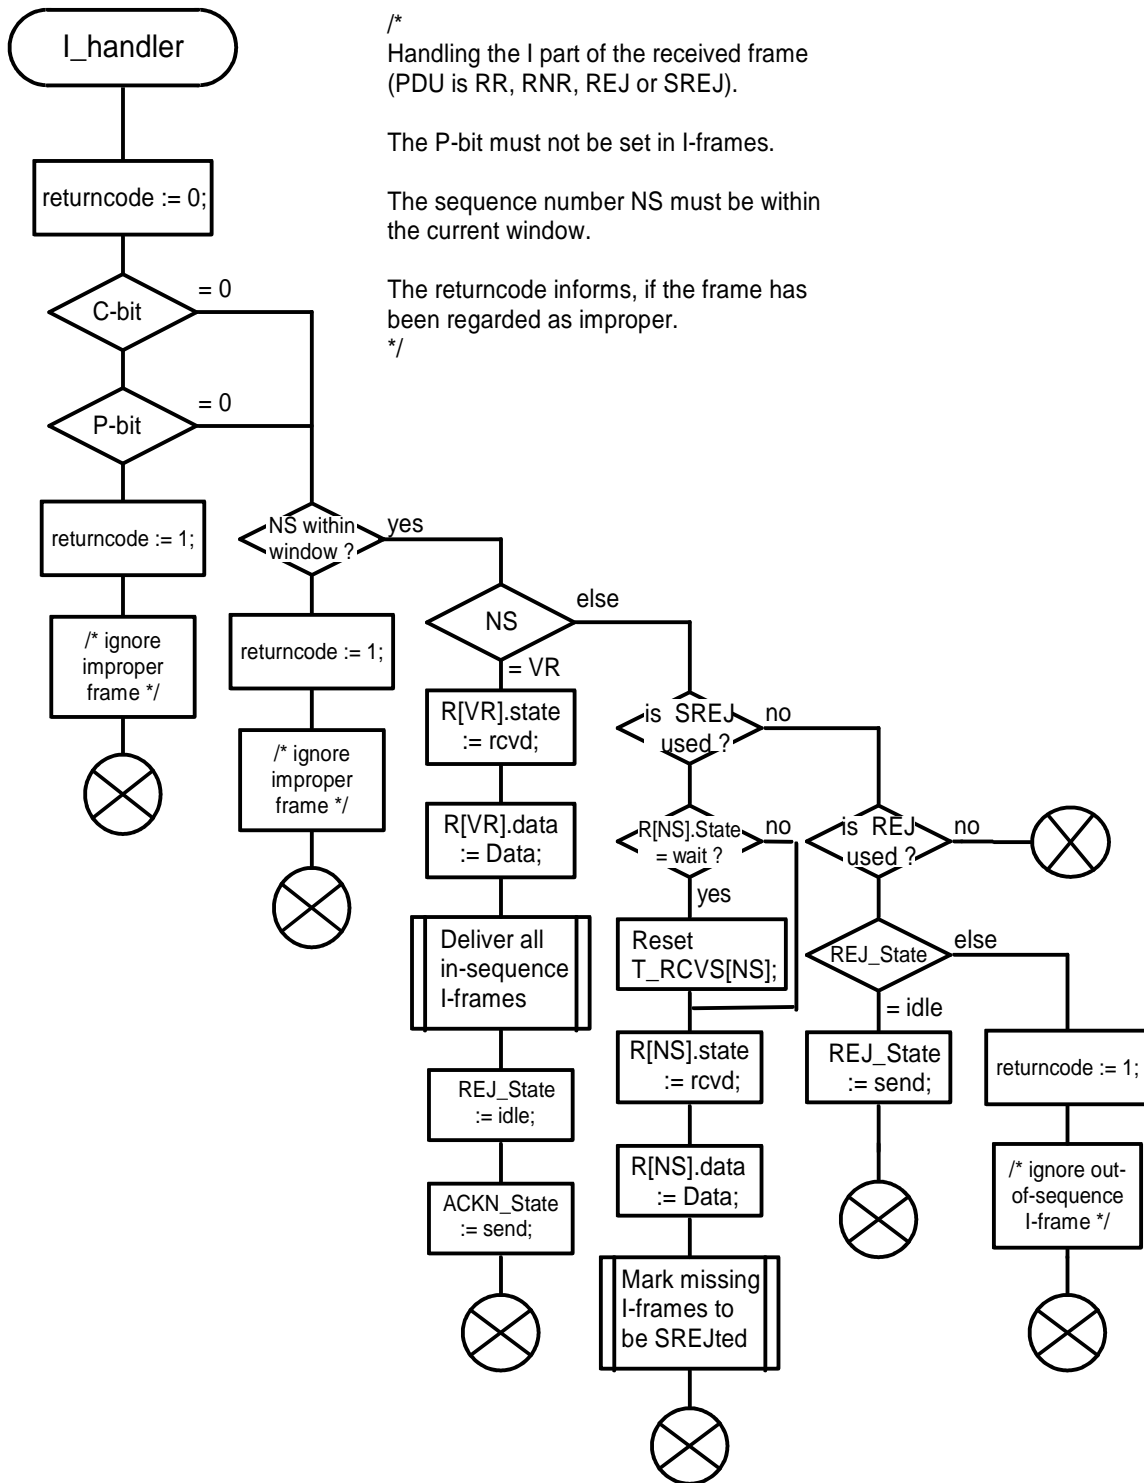 I_handler
/*
Handling the I part of the received frame
(PDU is RR, RNR, REJ or SREJ).
The P-bit must not be set in I-frames.
The sequence number NS must be within
the current window.
The returncode informs, if the frame has
been regarded as improper.
*/
returncode := 0;
C-bit
= 0
P-bit
= 0
returncode := 1;
/* ignore
improper
frame */
NS within
window ?
yes
returncode := 1;
/* ignore
improper
frame */
NS
else
= VR
R[VR].state
:= rcvd;
R[VR].data
:= Data;
Deliver all
in-sequence
I-frames
REJ_State
:= idle;
ACKN_State
:= send;
is SREJ
used ?
no
R[NS].State
= wait ?
no
yes
Reset
T_RCVS[NS];
R[NS].state
:= rcvd;
R[NS].data
:= Data;
Mark missing
I-frames to
be SREJted
is REJ
used ?
no
REJ_State
else
= idle
REJ_State
:= send;
returncode := 1;
/* ignore out-
of-sequence
I-frame */